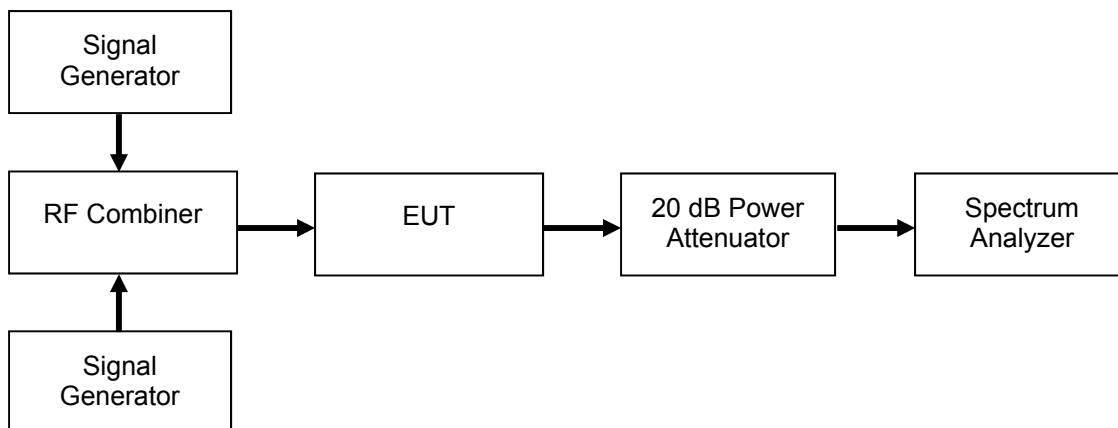 Signal
Generator
RF Combiner
EUT
20 dB Power
Attenuator
Spectrum
Analyzer
Signal
Generator